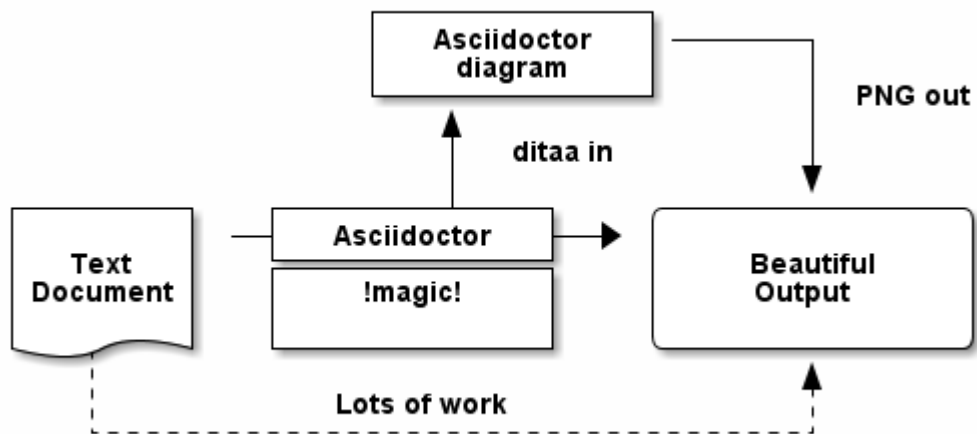 Asciidoctor
diagram
PNG out
ditaa in
Asciidoctor
!magic!
Text
Document
Beautiful
Output
Lots of work